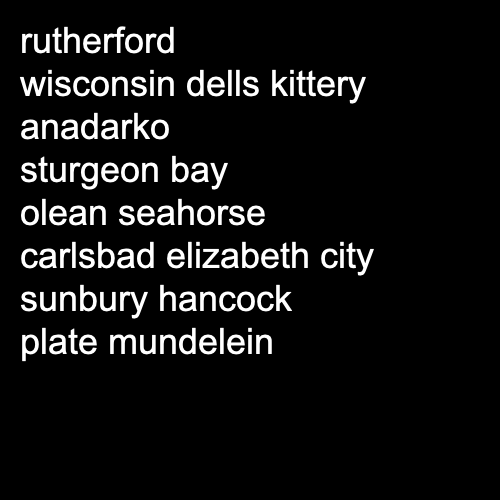 rutherford
wisconsin dells kittery
anadarko
sturgeon bay
olean seahorse
carlsbad elizabeth city
sunbury hancock
plate mundelein